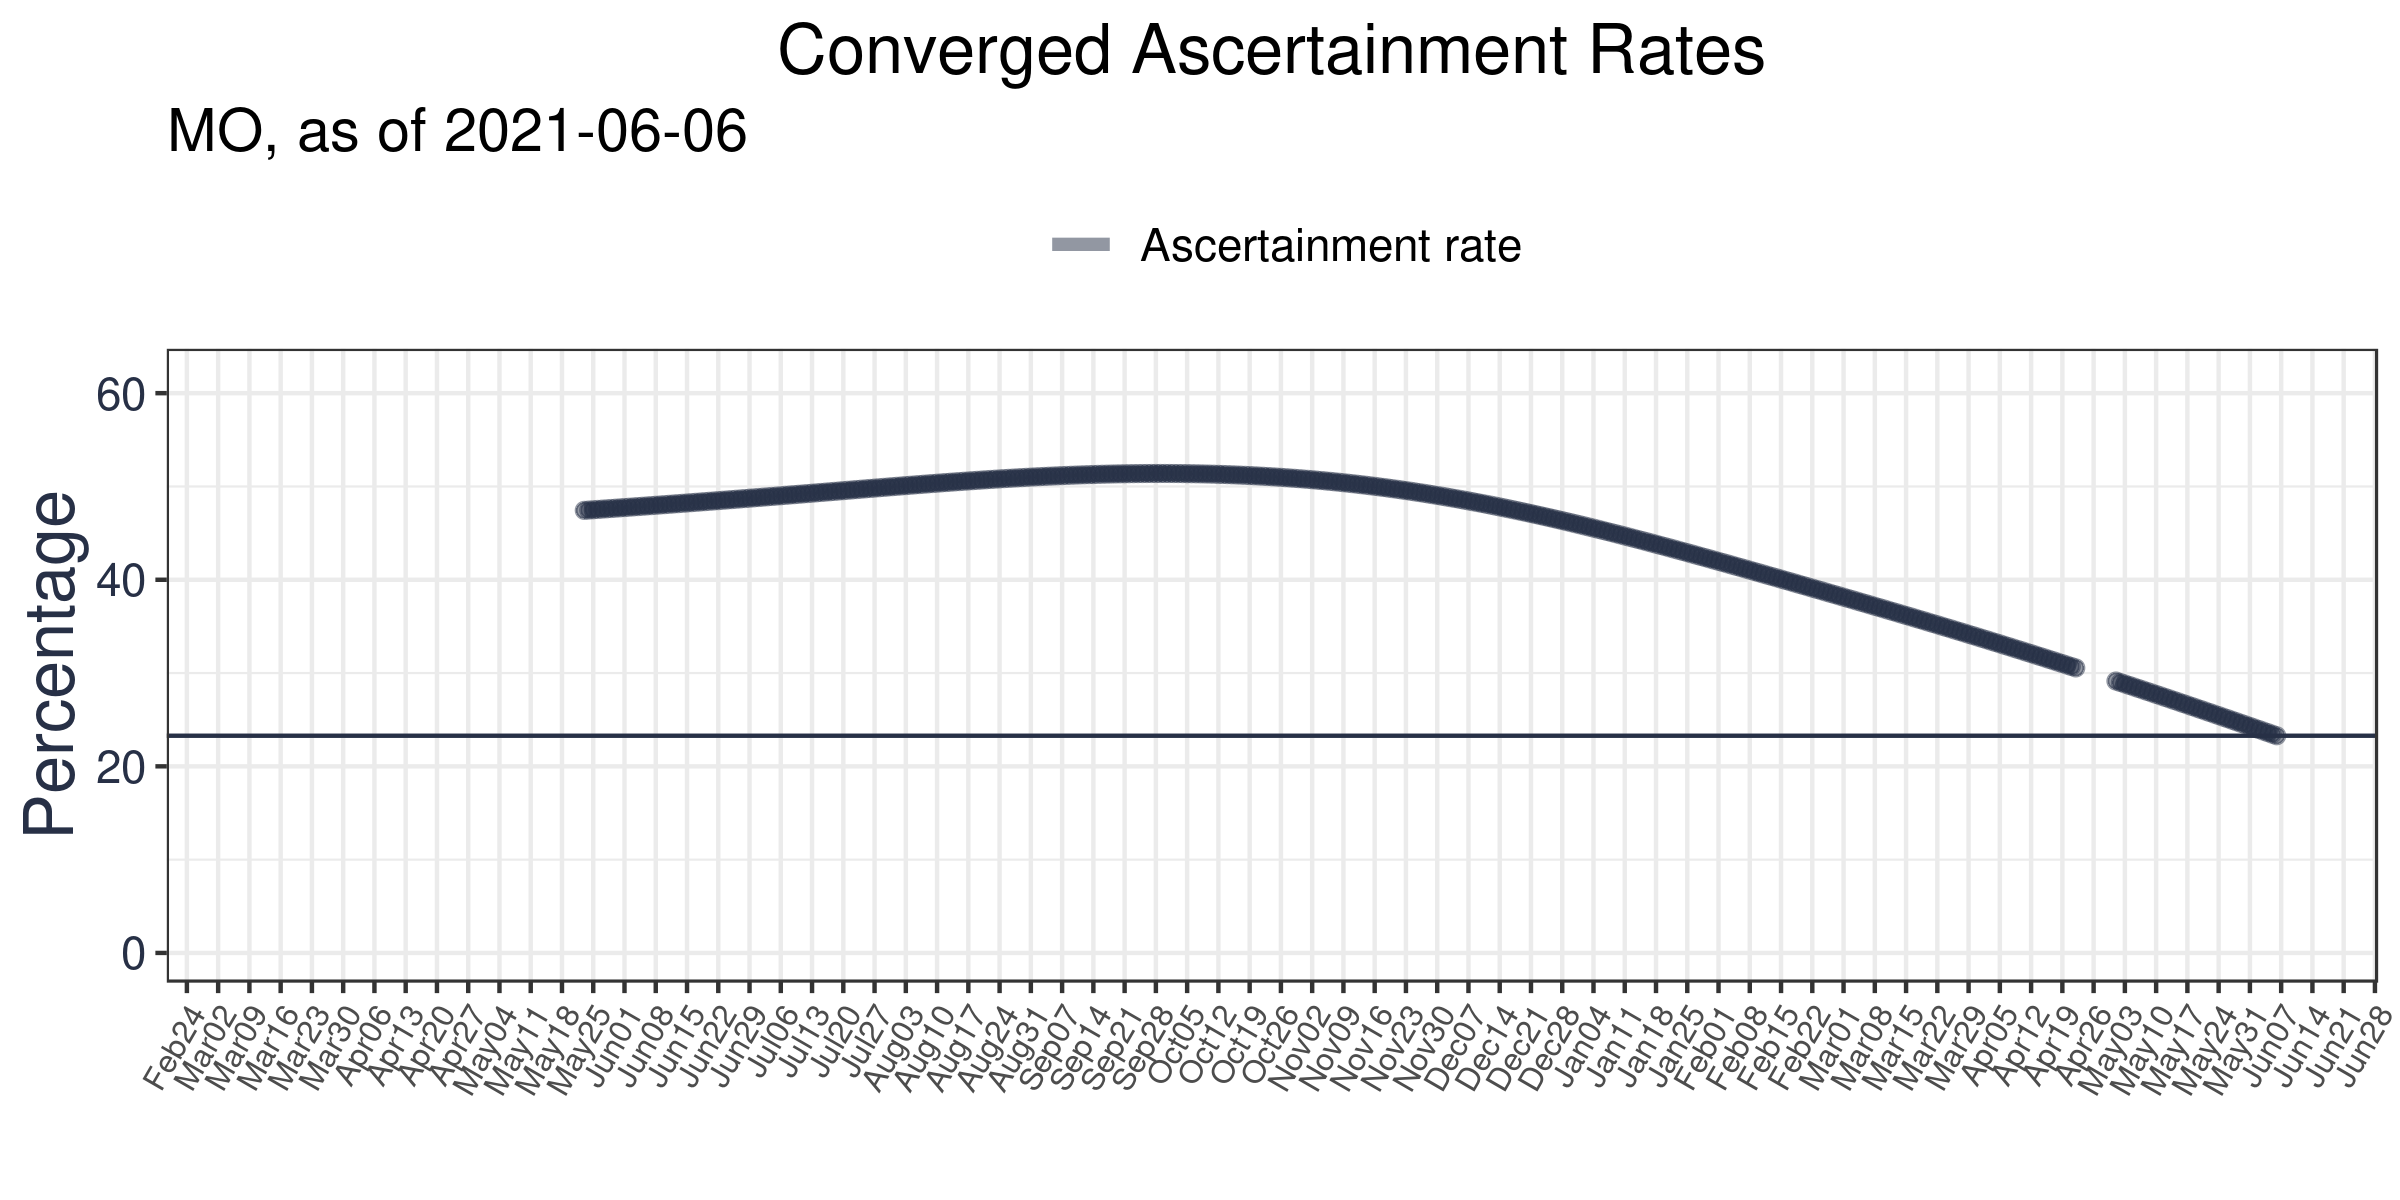 Converged Ascertainment Rates
MO, as of 2021-06-06
Ascertainment rate
Percentage
60
40
20
0
Feb24 Mar02 Mar09 Mar16 Mar23 Mar30 Apr06 Apr13 Apr20 Apr27 May04 May11 May18 May25 Jun01 Jun08 Jun15 Jun22 Jun29 Jul06 Jul13 Jul20 Jul27 Aug03 Aug10 Aug17 Aug24 Aug31 Sep07 Sep14 Sep21 Sep28 Oct05 Oct12 Oct19 Oct26 Nov02 Nov09 Nov16 Nov23 Nov30 Dec07 Dec14 Dec21 Dec28 Jan04 Jan11 Jan18 Jan25 Feb01 Feb08 Feb15 Feb22 Mar01 Mar08 Mar15 Mar22 Mar29 Apr05 Apr12 Apr19 Apr26 May03 May10 May17 May24 May31 Jun07 Jun14 Jun21 Jun28